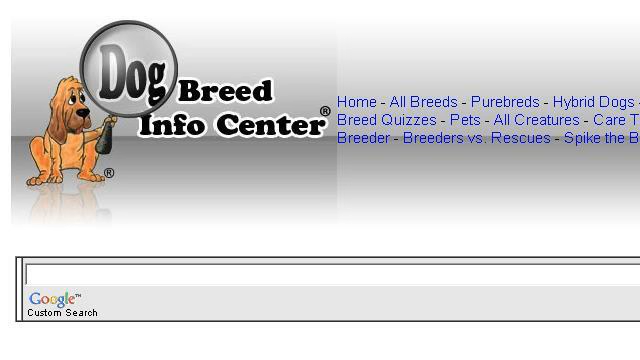 Dog Breed
Info Center®
®
Home - All Breeds - Purebreds - Hybrid Dogs -
Breed Quizzes - Pets - All Creatures - Care T
Breeder - Breeders vs. Rescues - Spike the B
Google™
Custom Search